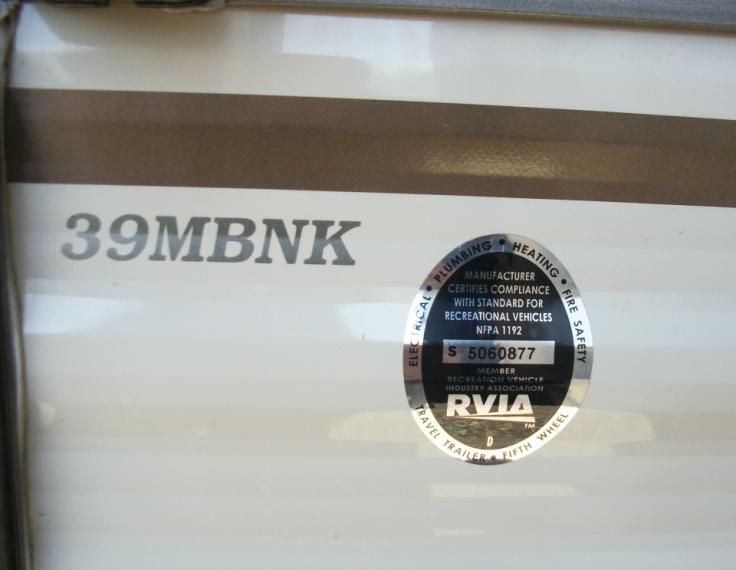 39MBNK
ELECTRICAL • PLUMBING • HEATING • FIRE SAFETY
MANUFACTURER
CERTIFIES COMPLIANCE
WITH STANDARD FOR
RECREATIONAL VEHICLES
NFPA 1192
S 5060877
MEMBER
RECREATION VEHICLE
INDUSTRY ASSOCIATION
RVIA
TM
D
TRAVEL TRAILER • FIFTH WHEEL